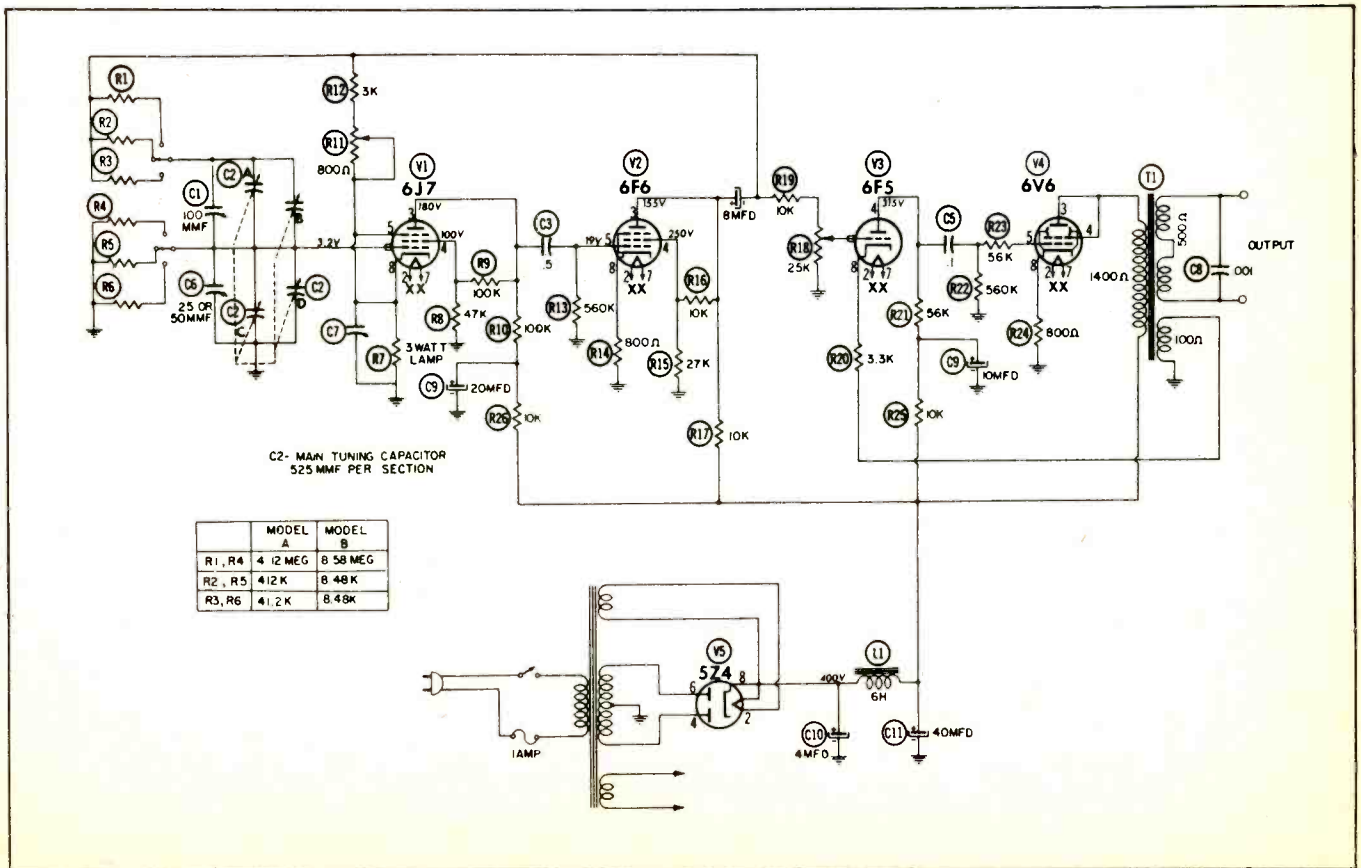 R1
R2
R3
R4
R5
R6
C1
100
MMF
C6
25 OR
50MMF
C2 A
B
C2
C
C2
D
R12
3K
R11
800Ω
3.2V
V1
6J7
3
180V
5
8
100V
4
2 7
XX
C7
R7
3 WATT
LAMP
R8
47K
R9
100K
R10
100K
C9
20MFD
R26
10K
C3
.5
R13
560K
19V
V2
6F6
3
155V
5
8
250V
4
2 7
XX
R14
800Ω
R15
27K
R16
10K
R17
10K
8MFD
R19
10K
R18
25K
V3
6F5
315V
8
2 7
XX
R20
3.3K
R21
56K
C9
10MFD
R25
10K
C5
.1
R22
560K
R23
56K
V4
6V6
3
5
4
8
2 7
XX
R24
800Ω
T1
1400Ω
500Ω
100Ω
C8
.001
OUTPUT
C2- MAIN TUNING CAPACITOR
525 MMF PER SECTION
MODEL A MODEL B
R1, R4 4 12 MEG 8 58 MEG
R2, R5 412 K 8 48K
R3, R6 41.2K 8.48K
1AMP
V5
5Z4
6
4
8
2
400V
L1
6H
C10
4MFD
C11
40MFD